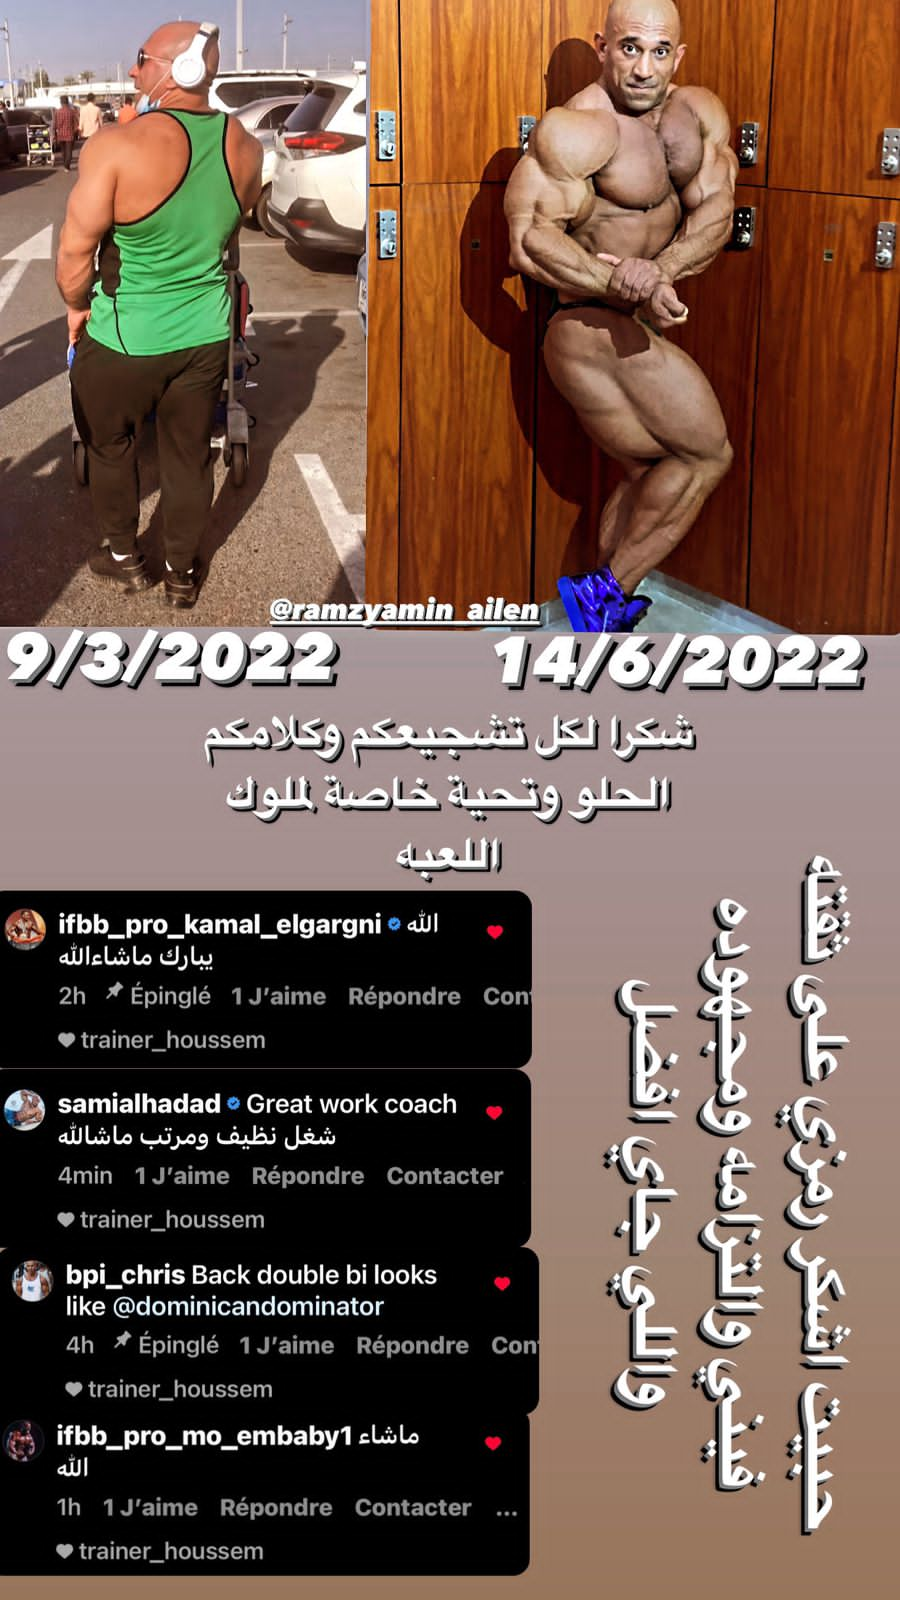 @ramzyamin_ailen
9/3/2022
14/6/2022
شكرا لكل تشجيعكم وكلامكم
الحلو وتحية خاصة لملوك
اللعبه
ifbb_pro_kamal_elgargni الله
يبارك ماشاءالله
2h Épinglé 1 J’aime Répondre Con
trainer_houssem
samialhadad Great work coach
شغل نظيف ومرتب ماشالله
4min 1 J’aime Répondre Contacter
trainer_houssem
bpi_chris Back double bi looks
like @dominicandominator
4h Épinglé 1 J’aime Répondre Con
trainer_houssem
ifbb_pro_mo_embaby1 ماشاء
الله
1h 1 J’aime Répondre Contacter ...
trainer_houssem
حبيت اشكر رمزي على ثقته
فيني والتزامه ومجهوده
واللي جاي افضل